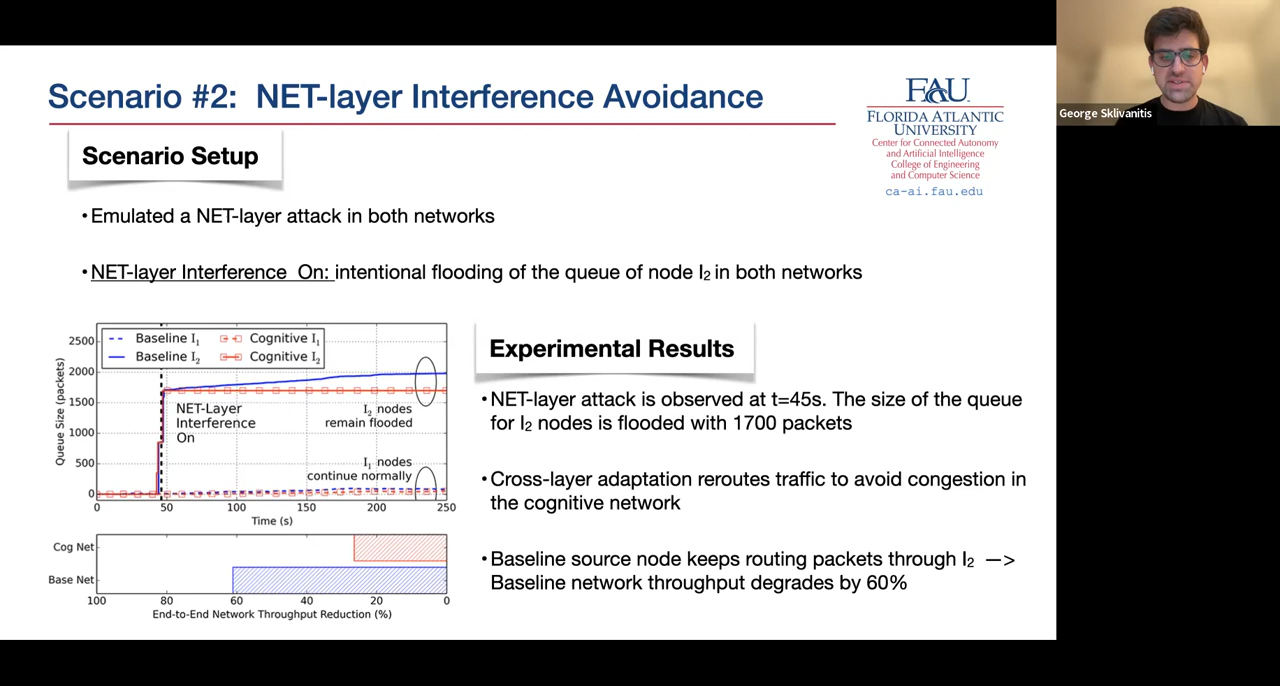 Scenario #2: NET-layer Interference Avoidance
FAU
FLORIDA ATLANTIC
UNIVERSITY
Center for Connected Autonomy
and Artificial Intelligence
College of Engineering
and Computer Science
ca-ai.fau.edu
George Sklivanitis
Scenario Setup
•Emulated a NET-layer attack in both networks
•NET-layer Interference On: intentional flooding of the queue of node I2 in both networks
Baseline I1
Cognitive I1
Baseline I2
Cognitive I2
Queue Size (packets)
2500
2000
1500
1000
500
0
NET-Layer
Interference
On
I2 nodes
remain flooded
I1 nodes
continue normally
0 50 100 150 200 250
Time (s)
Cog Net
Base Net
100 80 60 40 20 0
End-to-End Network Throughput Reduction (%)
Experimental Results
•NET-layer attack is observed at t=45s. The size of the queue
for I2 nodes is flooded with 1700 packets
•Cross-layer adaptation reroutes traffic to avoid congestion in
the cognitive network
•Baseline source node keeps routing packets through I2 —>
Baseline network throughput degrades by 60%